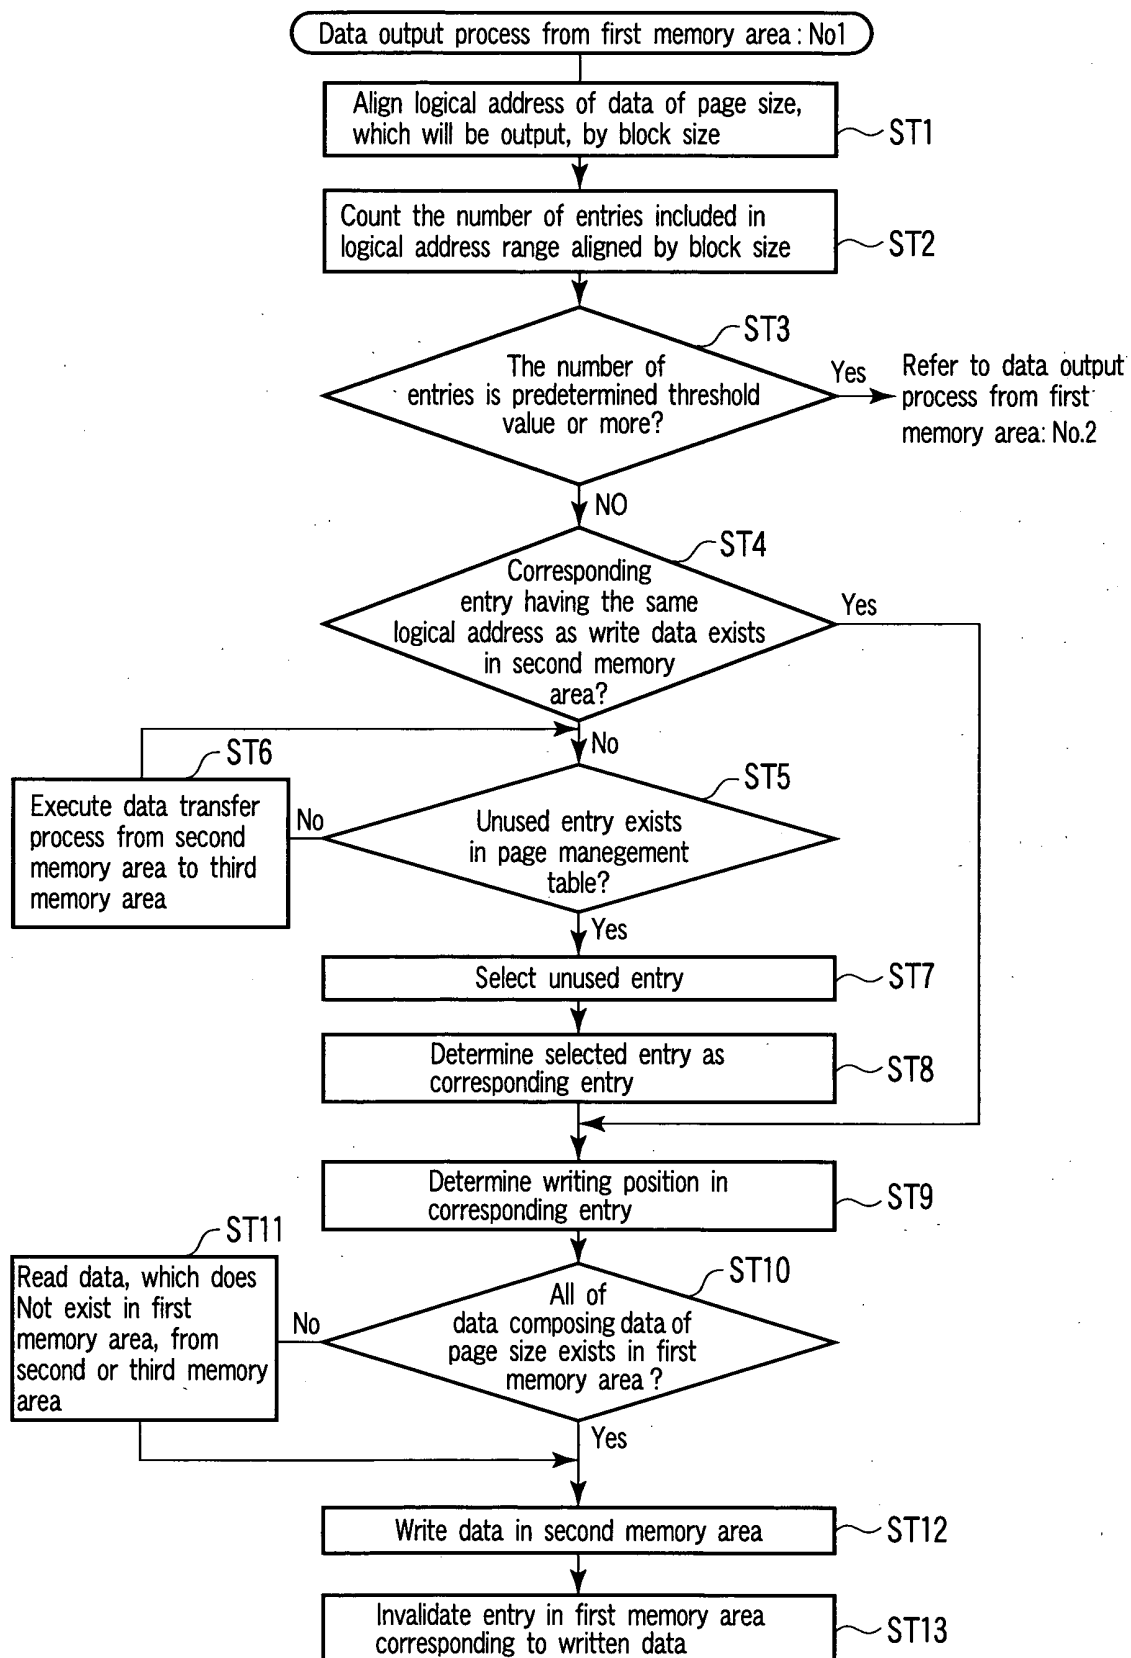 Data output process from first memory area : No1
Align logical address of data of page size,
which will be output, by block size
ST1
Count the number of entries included in
logical address range aligned by block size
ST2
ST3
The number of
entries is predetermined threshold
value or more?
Yes
Refer to data output
process from first
memory area: No.2
NO
ST4
Corresponding
entry having the same
logical address as write data exists
in second memory
area?
Yes
No
ST6
Execute data transfer
process from second
memory area to third
memory area
No
ST5
Unused entry exists
in page manegement
table?
Yes
Select unused entry
ST7
Determine selected entry as
corresponding entry
ST8
Determine writing position in
corresponding entry
ST9
ST11
Read data, which does
Not exist in first
memory area, from
second or third memory
area
No
ST10
All of
data composing data of
page size exists in first
memory area ?
Yes
Write data in second memory area
ST12
Invalidate entry in first memory area
corresponding to written data
ST13